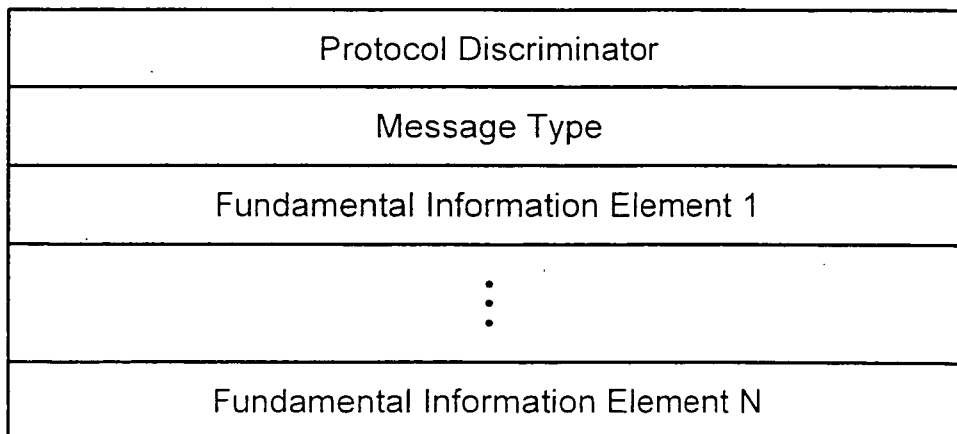 Protocol Discriminator
Message Type
Fundamental Information Element 1
⋮
Fundamental Information Element N